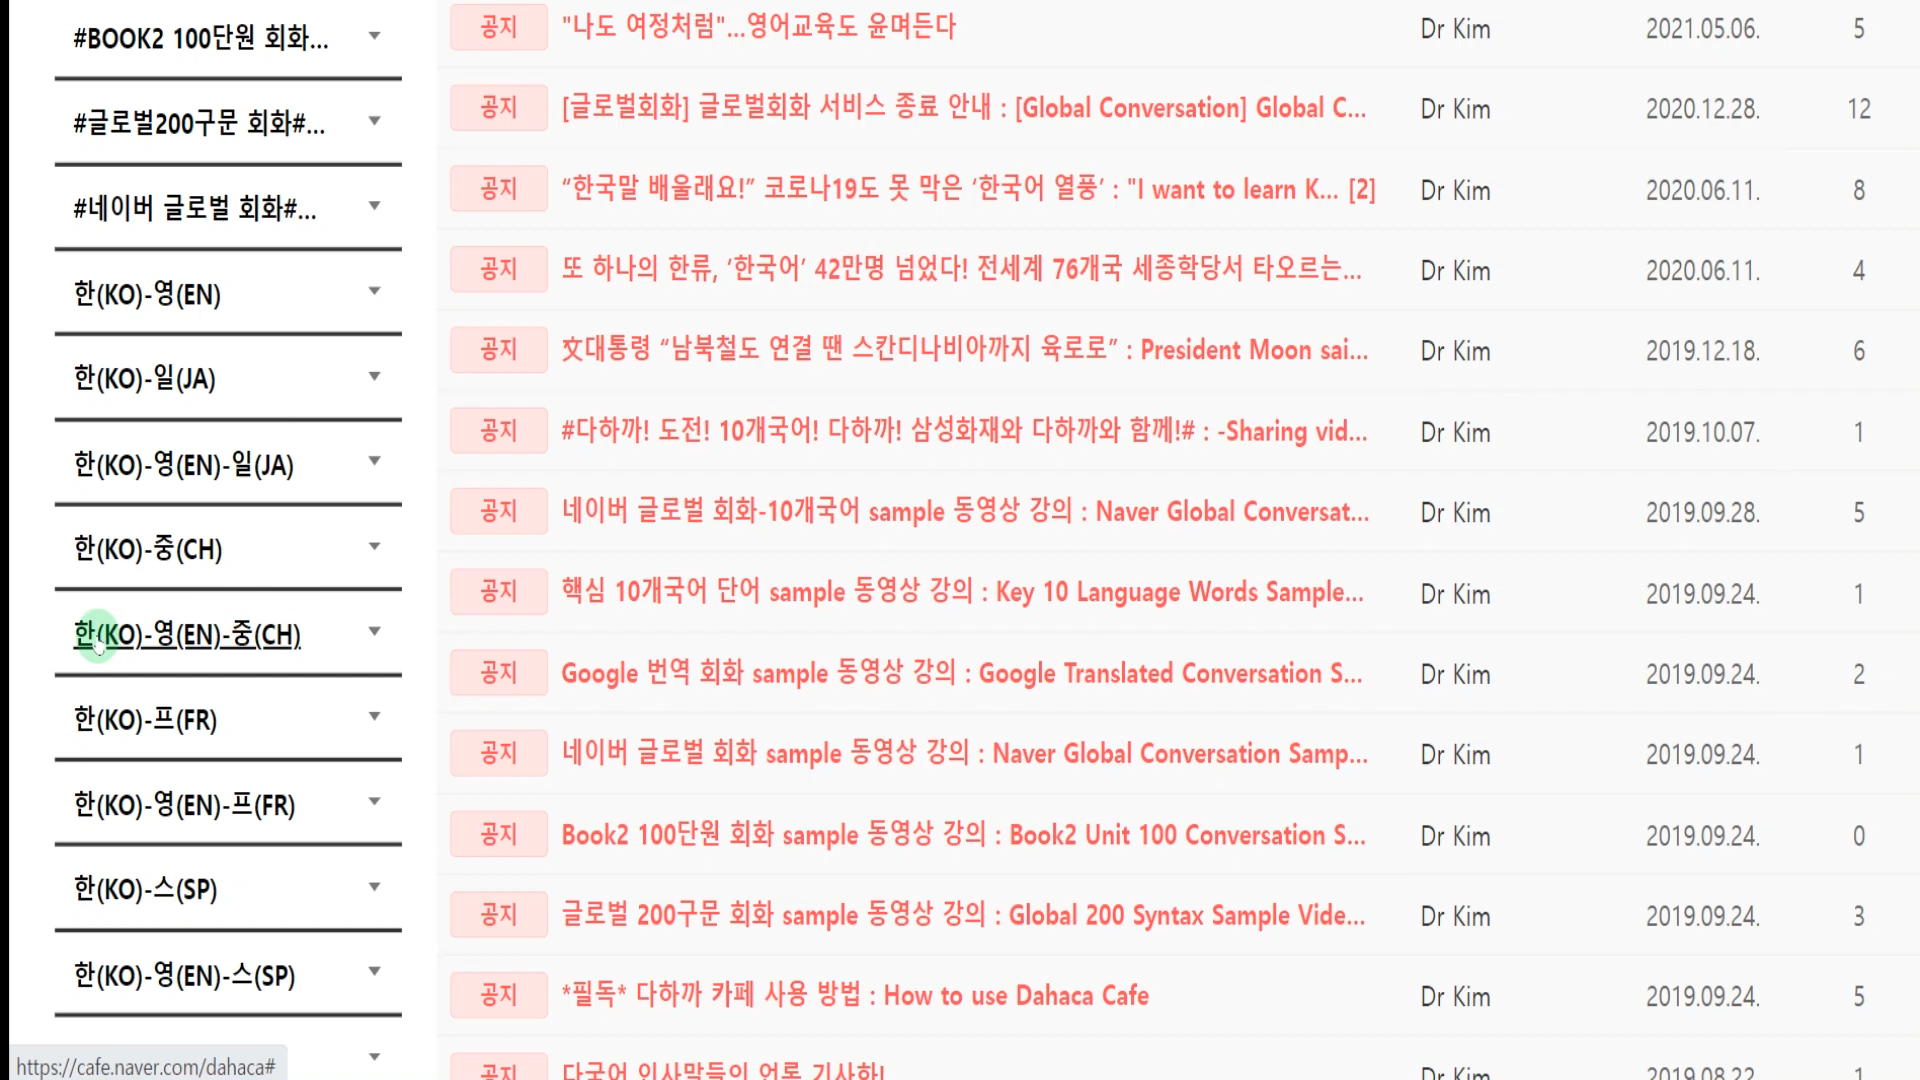 #BOOK2 100단원 회화...
#글로벌200구문 회화#...
#네이버 글로벌 회화#...
한(KO)-영(EN)
한(KO)-일(JA)
한(KO)-영(EN)-일(JA)
한(KO)-중(CH)
한(KO)-영(EN)-중(CH)
한(KO)-프(FR)
한(KO)-영(EN)-프(FR)
한(KO)-스(SP)
한(KO)-영(EN)-스(SP)
https://cafe.naver.com/dahaca#
공지 "나도 여정처럼"...영어교육도 윤며든다 Dr Kim 2021.05.06. 5
공지 [글로벌회화] 글로벌회화 서비스 종료 안내 : [Global Conversation] Global C... Dr Kim 2020.12.28. 12
공지 “한국말 배울래요!” 코로나19도 못 막은 ‘한국어 열풍’ : "I want to learn K... [2] Dr Kim 2020.06.11. 8
공지 또 하나의 한류, ‘한국어’ 42만명 넘었다! 전세계 76개국 세종학당서 타오르는... Dr Kim 2020.06.11. 4
공지 文대통령 “남북철도 연결 땐 스칸디나비아까지 육로로” : President Moon sai... Dr Kim 2019.12.18. 6
공지 #다하까! 도전! 10개국어! 다하까! 삼성화재와 다하까와 함께!# : -Sharing vid... Dr Kim 2019.10.07. 1
공지 네이버 글로벌 회화-10개국어 sample 동영상 강의 : Naver Global Conversat... Dr Kim 2019.09.28. 5
공지 핵심 10개국어 단어 sample 동영상 강의 : Key 10 Language Words Sample... Dr Kim 2019.09.24. 1
공지 Google 번역 회화 sample 동영상 강의 : Google Translated Conversation S... Dr Kim 2019.09.24. 2
공지 네이버 글로벌 회화 sample 동영상 강의 : Naver Global Conversation Samp... Dr Kim 2019.09.24. 1
공지 Book2 100단원 회화 sample 동영상 강의 : Book2 Unit 100 Conversation S... Dr Kim 2019.09.24. 0
공지 글로벌 200구문 회화 sample 동영상 강의 : Global 200 Syntax Sample Vide... Dr Kim 2019.09.24. 3
공지 *필독* 다하까 카페 사용 방법 : How to use Dahaca Cafe Dr Kim 2019.09.24. 5
공지 다국어 인사말들이 언론 기사화! Dr Kim 2019.08.22. 1